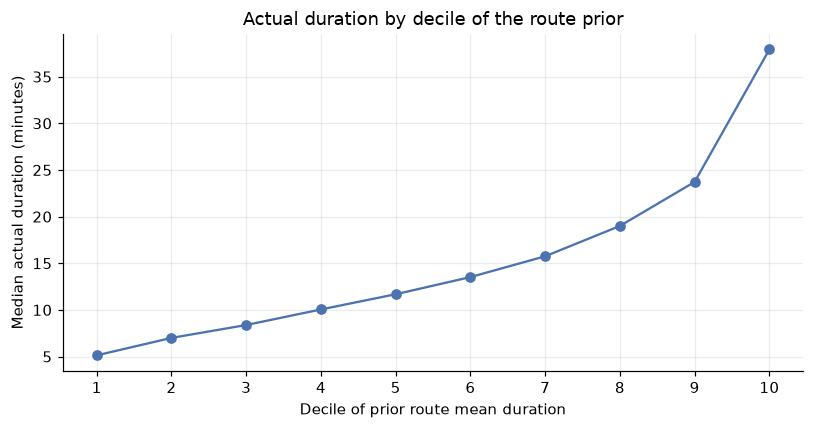 Actual duration by decile of the route prior
Median actual duration (minutes)
35
30
25
20
15
10
5
1 2 3 4 5 6 7 8 9 10
Decile of prior route mean duration